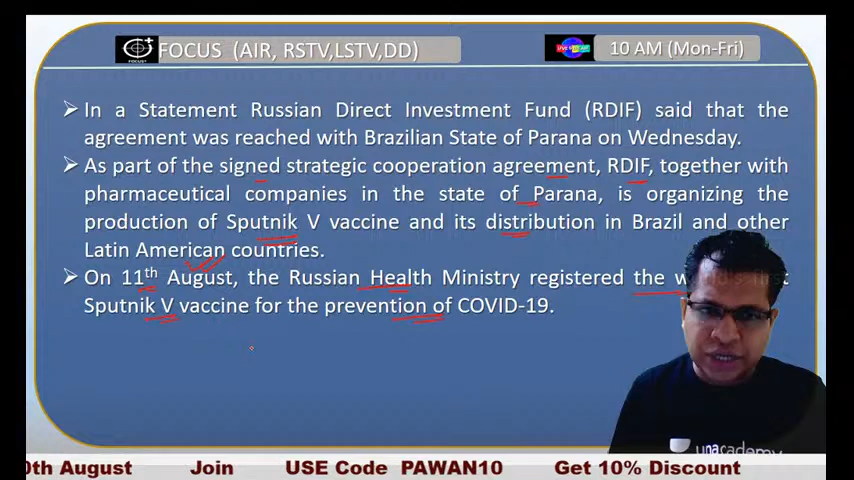 FOCUS (AIR, RSTV,LSTV,DD)
10 AM (Mon-Fri)
➢ In a Statement Russian Direct Investment Fund (RDIF) said that the
agreement was reached with Brazilian State of Parana on Wednesday.
➢ As part of the signed strategic cooperation agreement, RDIF, together with
pharmaceutical companies in the state of Parana, is organizing the
production of Sputnik V vaccine and its distribution in Brazil and other
Latin American countries.
➢ On 11th August, the Russian Health Ministry registered the
Sputnik V vaccine for the prevention of COVID-19.
unacademy
0th August Join USE Code PAWAN10 Get 10% Discount